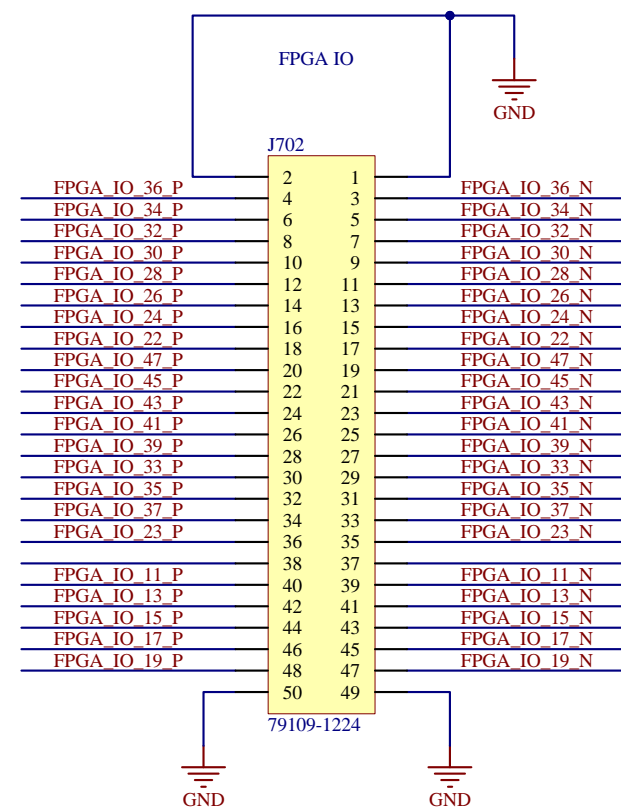 FPGA IO
GND
J702
2 1
FPGA_IO_36_P 4 3 FPGA_IO_36_N
FPGA_IO_34_P 6 5 FPGA_IO_34_N
FPGA_IO_32_P 8 7 FPGA_IO_32_N
FPGA_IO_30_P 10 9 FPGA_IO_30_N
FPGA_IO_28_P 12 11 FPGA_IO_28_N
FPGA_IO_26_P 14 13 FPGA_IO_26_N
FPGA_IO_24_P 16 15 FPGA_IO_24_N
FPGA_IO_22_P 18 17 FPGA_IO_22_N
FPGA_IO_47_P 20 19 FPGA_IO_47_N
FPGA_IO_45_P 22 21 FPGA_IO_45_N
FPGA_IO_43_P 24 23 FPGA_IO_43_N
FPGA_IO_41_P 26 25 FPGA_IO_41_N
FPGA_IO_39_P 28 27 FPGA_IO_39_N
FPGA_IO_33_P 30 29 FPGA_IO_33_N
FPGA_IO_35_P 32 31 FPGA_IO_35_N
FPGA_IO_37_P 34 33 FPGA_IO_37_N
FPGA_IO_23_P 36 35 FPGA_IO_23_N
38 37
FPGA_IO_11_P 40 39 FPGA_IO_11_N
FPGA_IO_13_P 42 41 FPGA_IO_13_N
FPGA_IO_15_P 44 43 FPGA_IO_15_N
FPGA_IO_17_P 46 45 FPGA_IO_17_N
FPGA_IO_19_P 48 47 FPGA_IO_19_N
50 49
79109-1224
GND GND